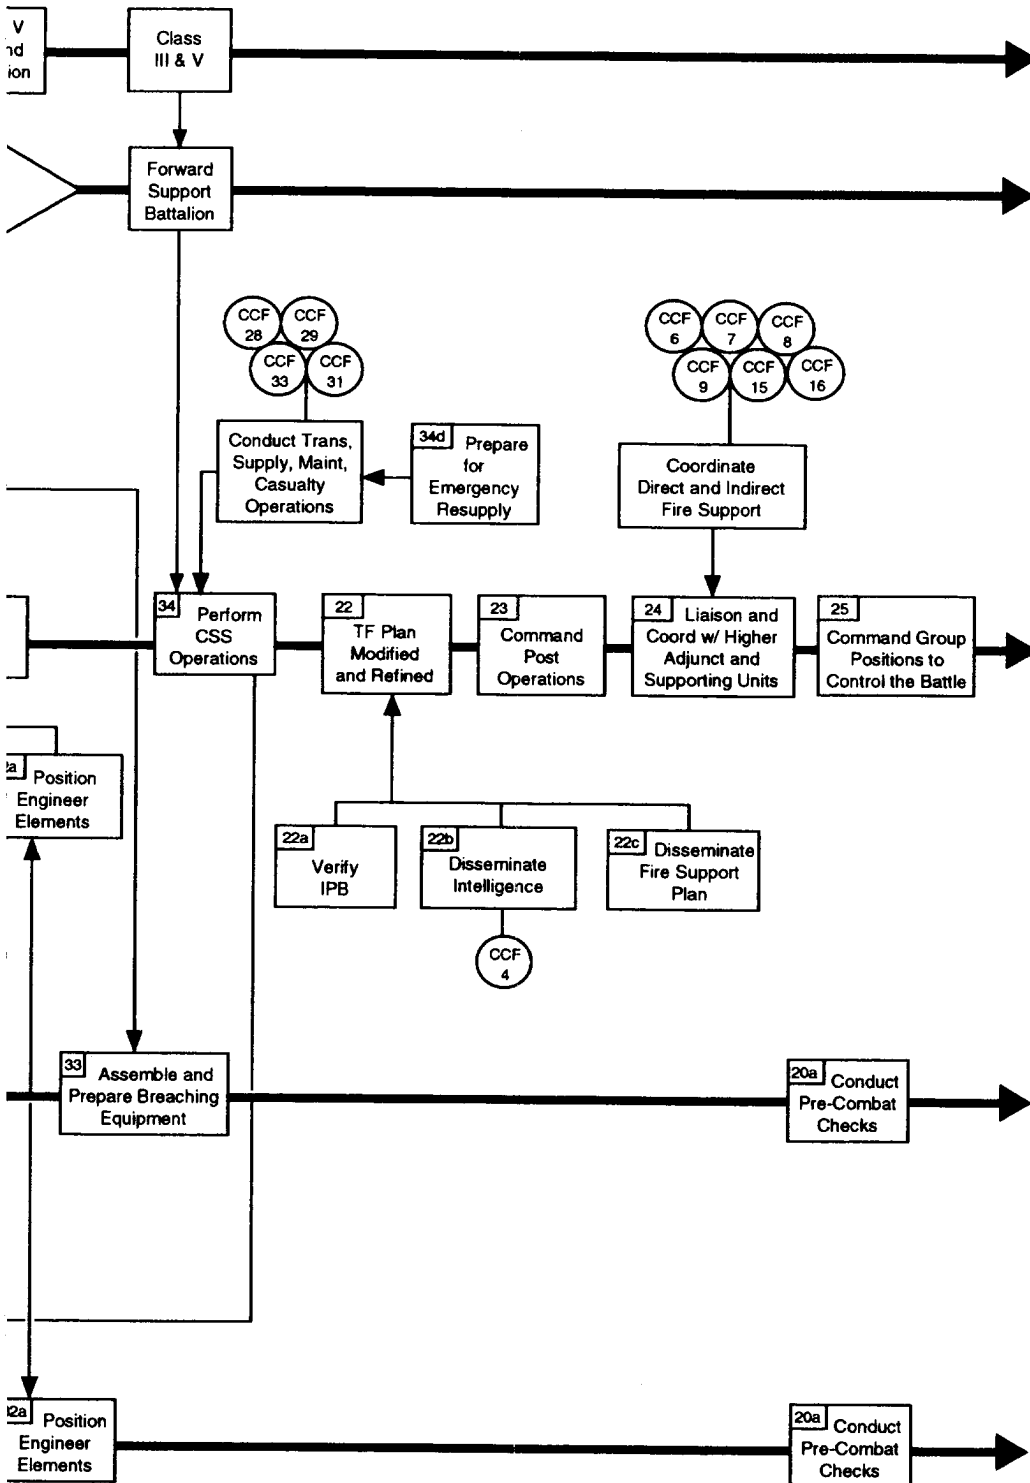 V
Class
III & V
Forward
Support
Battalion
CCF
28
CCF
29
CCF
33
CCF
31
CCF
6
CCF
7
CCF
8
CCF
9
CCF
15
CCF
16
Conduct Trans,
Supply, Maint,
Casualty
Operations
34d Prepare
for
Emergency
Resupply
Coordinate
Direct and Indirect
Fire Support
34 Perform
CSS
Operations
22
TF Plan
Modified
and Refined
23
Command
Post
Operations
24 Liaison and
Coord w/ Higher
Adjunct and
Supporting Units
25
Command Group
Positions to
Control the Battle
Position
Engineer
Elements
22a
Verify
IPB
22b
Disseminate
Intelligence
22c Disseminate
Fire Support
Plan
CCF
4
33 Assemble and
Prepare Breaching
Equipment
20a Conduct
Pre-Combat
Checks
Position
Engineer
Elements
20a Conduct
Pre-Combat
Checks